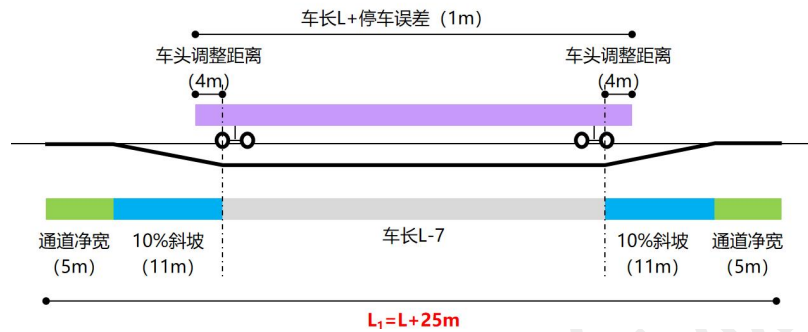 车长L+停车误差（1m）
车头调整距离
（4m）
车头调整距离
（4m）
通道净宽
（5m）
10%斜坡
（11m）
车长L-7
10%斜坡
（11m）
通道净宽
（5m）
L₁=L+25m